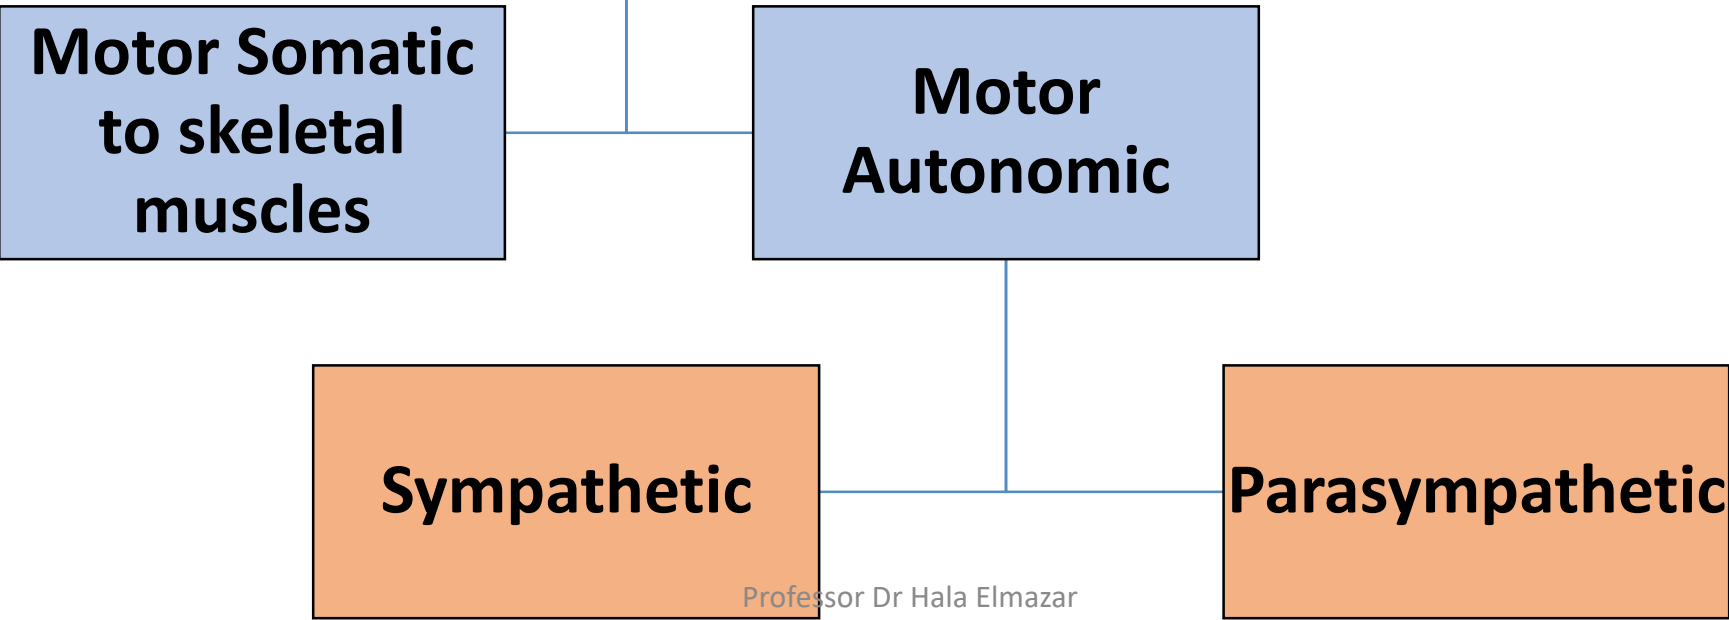 Motor Somatic
to skeletal
muscles
Motor
Autonomic
Sympathetic
Parasympathetic
Professor Dr Hala Elmazar